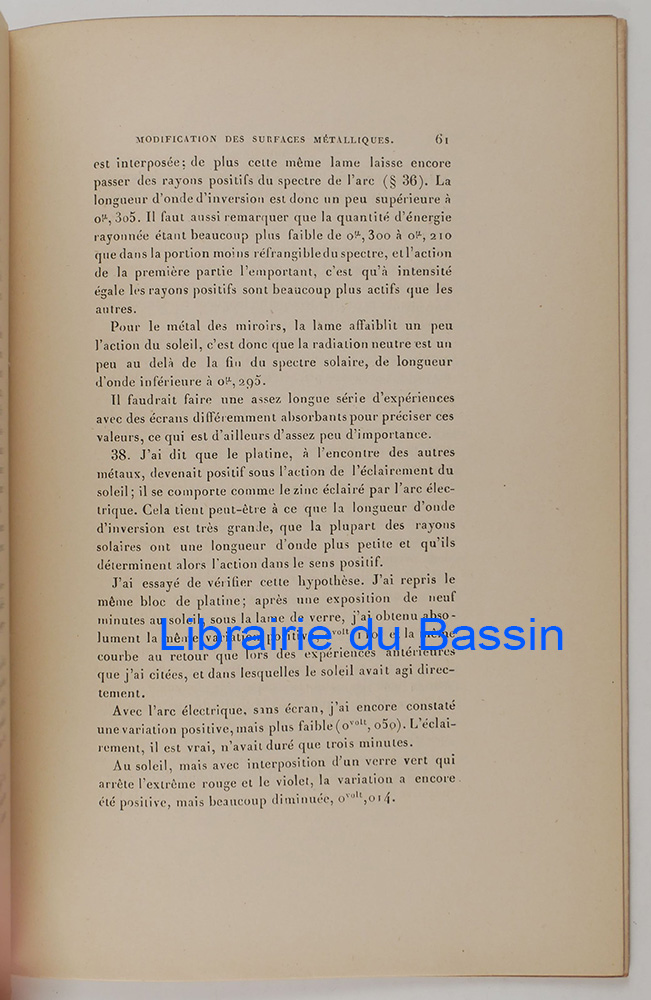 MODIFICATION DES SURFACES MÉTALLIQUES. 61
est interposée; de plus cette même lame laisse encore
passer des rayons positifs du spectre de l'arc (§ 36). La
longueur d'onde d'inversion est donc un peu supérieure à
0µ,305. Il faut aussi remarquer que la quantité d'énergie
rayonnée étant beaucoup plus faible de 0µ,300 à 0µ,210
que dans la portion moins réfrangible du spectre, et l'action
de la première partie l'emportant, c'est qu'à intensité
égale les rayons positifs sont beaucoup plus actifs que les
autres.
Pour le métal des miroirs, la lame affaiblit un peu
l'action du soleil, c'est donc que la radiation neutre est un
peu au delà de la fin du spectre solaire, de longueur
d'onde inférieure à 0µ,295.
Il faudrait faire une assez longue série d'expériences
avec des écrans différemment absorbants pour préciser ces
valeurs, ce qui est d'ailleurs d'assez peu d'importance.
38. J'ai dit que le platine, à l'encontre des autres
métaux, devenait positif sous l'action de l'éclairement du
soleil; il se comporte comme le zinc éclairé par l'arc élec-
trique. Cela tient peut-être à ce que la longueur d'onde
d'inversion est très grande, que la plupart des rayons
solaires ont une longueur d'onde plus petite et qu'ils
déterminent alors l'action dans le sens positif.
J'ai essayé de vérifier cette hypothèse. J'ai repris le
même bloc de platine; après une exposition de neuf
minutes au soleil, sous la lame de verre, j'ai obtenu abso-
lument la même variation positive, et la même
Librairie du Bassin
courbe au retour que lors des expériences antérieures
que j'ai citées, et dans lesquelles le soleil avait agi direc-
tement.
Avec l'arc électrique, sans écran, j'ai encore constaté
une variation positive, mais plus faible (0volt,050). L'éclai-
rement, il est vrai, n'avait duré que trois minutes.
Au soleil, mais avec interposition d'un verre vert qui
arrête l'extrême rouge et le violet, la variation a encore
été positive, mais beaucoup diminuée, 0volt,014.